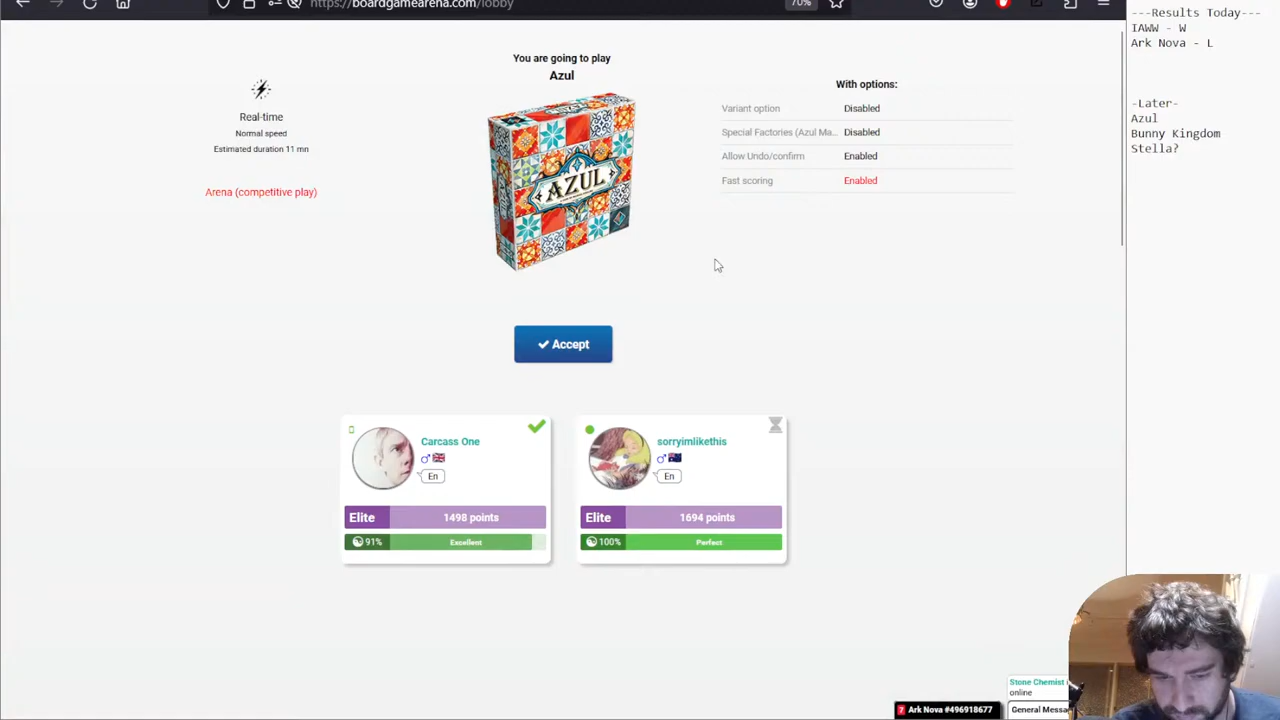 https://boardgamearena.com/lobby
70%
---Results Today---
IAWW - W
Ark Nova - L
-Later-
Azul
Bunny Kingdom
Stella?
You are going to play
Azul
Real-time
Normal speed
Estimated duration 11 mn
Arena (competitive play)
AZUL
With options:
Variant option Disabled
Special Factories (Azul Ma... Disabled
Allow Undo/confirm Enabled
Fast scoring Enabled
Accept
Carcass One
En
Elite 1498 points
91% Excellent
sorryimlikethis
En
Elite 1694 points
100% Perfect
Stone Chemist
online
7 Ark Nova #496918677
General Messa